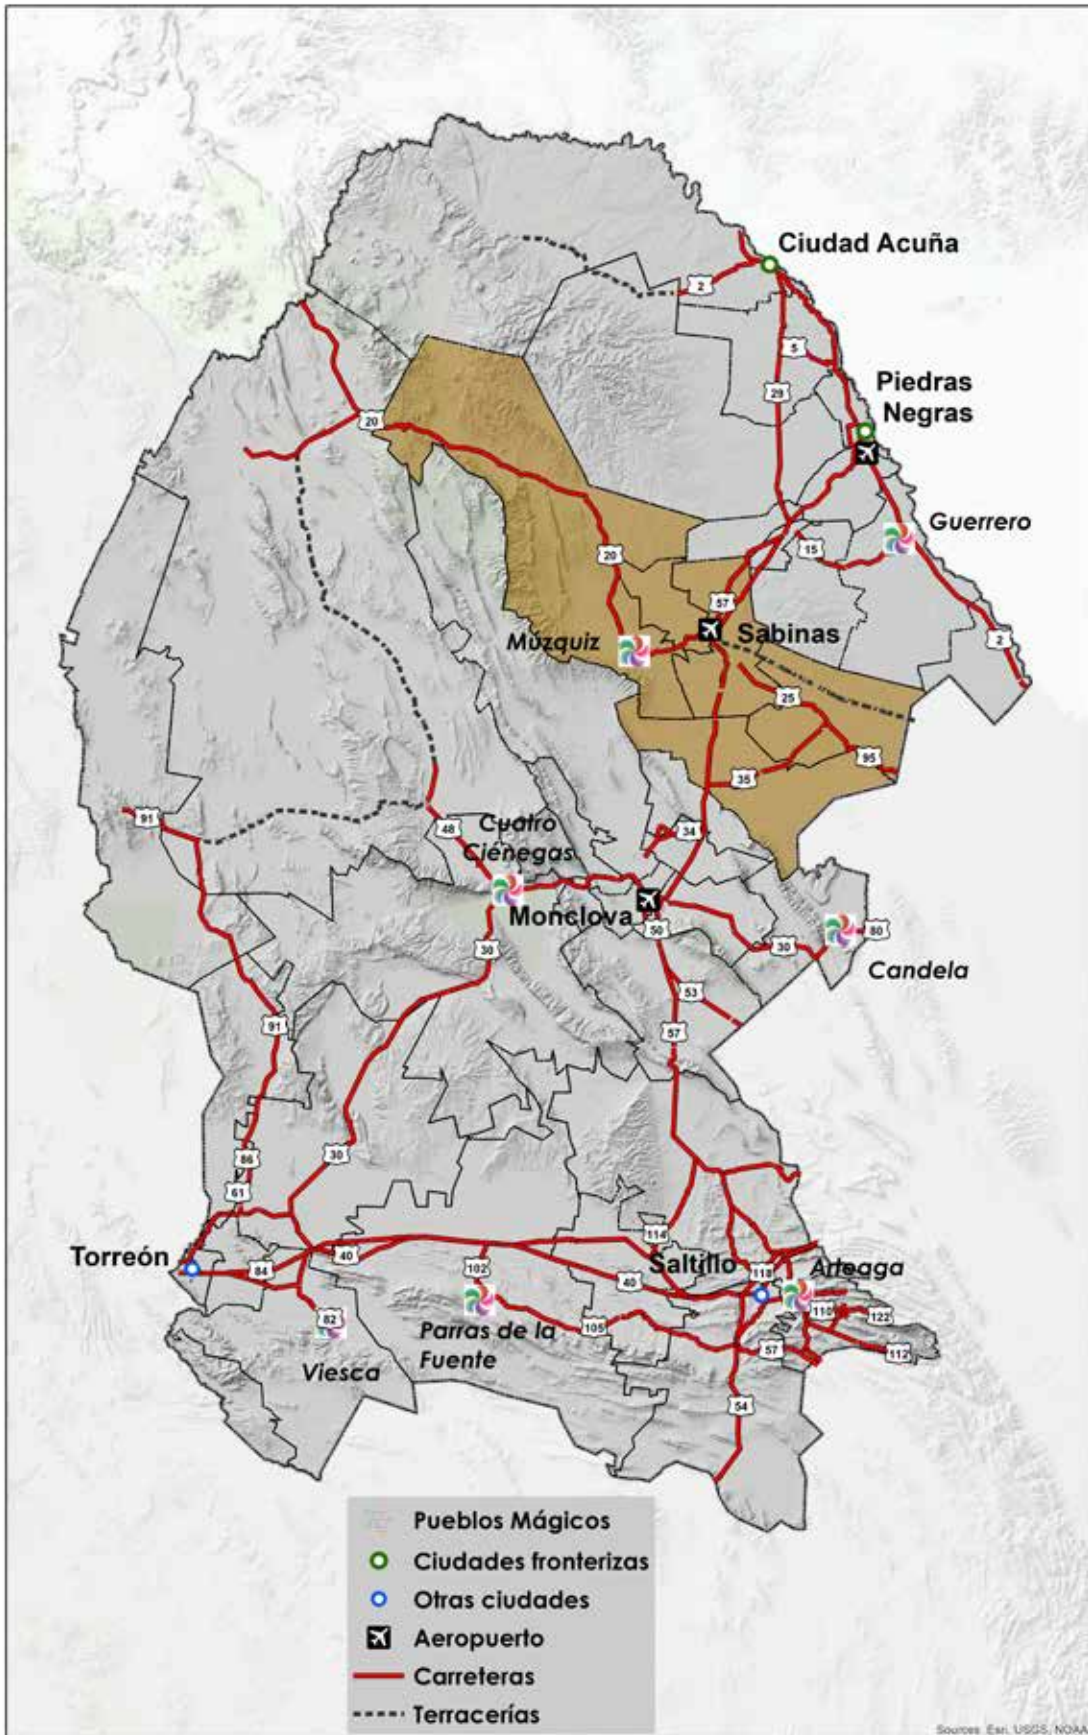 Ciudad Acuña
2
5
Piedras
Negras
29
20
Guerrero
20
15
57
Múzquiz
Sabinas
2
25
95
35
91
48
Cuatro
Ciénegas
34
Monclova
50
80
30
30
Candela
53
91
57
30
86
61
114
Torreón
40
Saltillo
118
Arteaga
84
102
40
110
122
82
105
Parras de la
Fuente
57
112
Viesca
54
Pueblos Mágicos
Ciudades fronterizas
Otras ciudades
Aeropuerto
Carreteras
Terracerías
Sources: Esri, USGS, NOAA